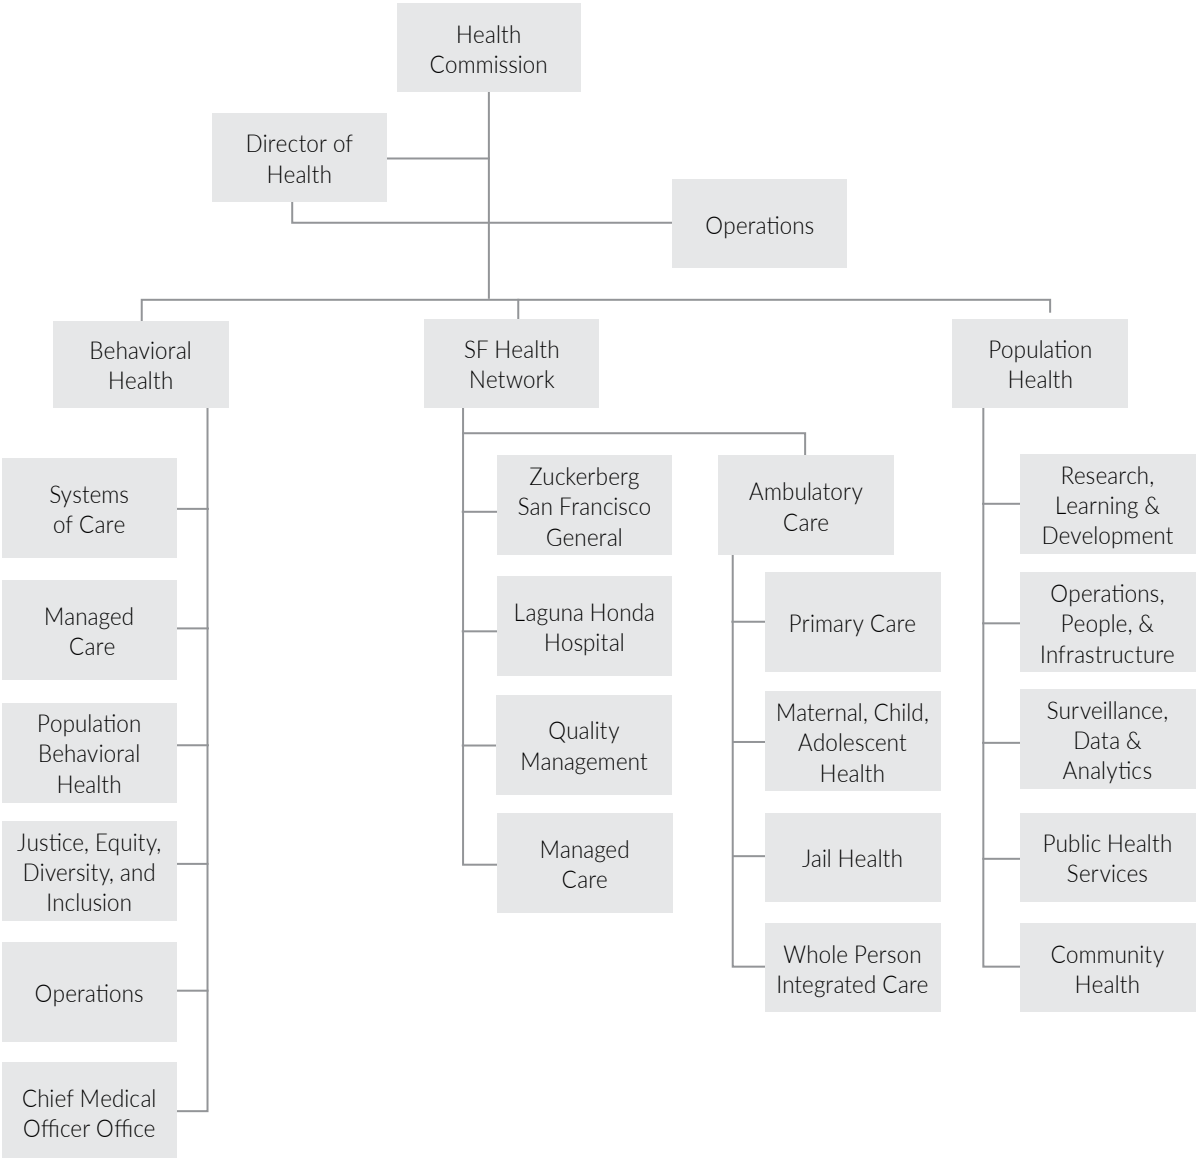 Health
Commission
Director of
Health
Operations
Behavioral
Health
SF Health
Network
Population
Health
Systems
of Care
Managed
Care
Population
Behavioral
Health
Justice, Equity,
Diversity, and
Inclusion
Operations
Chief Medical
Officer Office
Zuckerberg
San Francisco
General
Laguna Honda
Hospital
Quality
Management
Managed
Care
Ambulatory
Care
Primary Care
Maternal, Child,
Adolescent
Health
Jail Health
Whole Person
Integrated Care
Research,
Learning &
Development
Operations,
People, &
Infrastructure
Surveillance,
Data &
Analytics
Public Health
Services
Community
Health